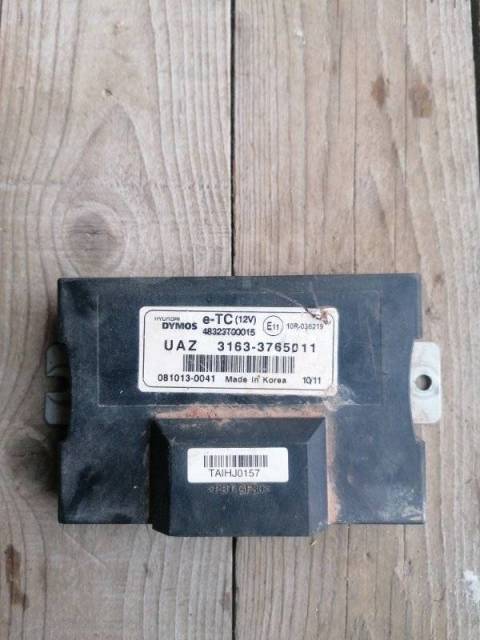 HYUNDAI
DYMOS e-TC (12V) E11 10R-036219
48323T00015
UAZ 3163-3765011
081013-0041 Made in Korea 10/11
TAIHJ0157